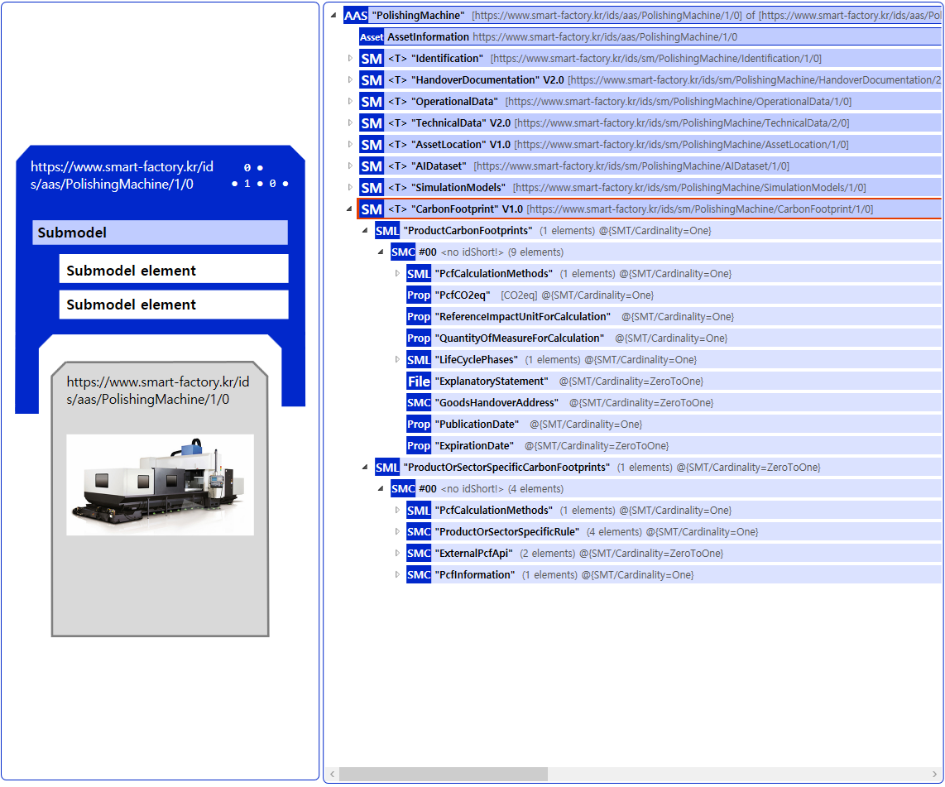 https://www.smart-factory.kr/id
s/aas/PolishingMachine/1/0
0
1 0
Submodel
Submodel element
Submodel element
https://www.smart-factory.kr/id
s/aas/PolishingMachine/1/0
AAS "PolishingMachine" [https://www.smart-factory.kr/ids/aas/PolishingMachine/1/0] of [https://www.smart-factory.kr/ids/aas/Pol
Asset AssetInformation https://www.smart-factory.kr/ids/aas/PolishingMachine/1/0
SM <T> "Identification" [https://www.smart-factory.kr/ids/sm/PolishingMachine/Identification/1/0]
SM <T> "HandoverDocumentation" V2.0 [https://www.smart-factory.kr/ids/sm/PolishingMachine/HandoverDocumentation/2
SM <T> "OperationalData" [https://www.smart-factory.kr/ids/sm/PolishingMachine/OperationalData/1/0]
SM <T> "TechnicalData" V2.0 [https://www.smart-factory.kr/ids/sm/PolishingMachine/TechnicalData/2/0]
SM <T> "AssetLocation" V1.0 [https://www.smart-factory.kr/ids/sm/PolishingMachine/AssetLocation/1/0]
SM <T> "AIDataset" [https://www.smart-factory.kr/ids/sm/PolishingMachine/AIDataset/1/0]
SM <T> "SimulationModels" [https://www.smart-factory.kr/ids/sm/PolishingMachine/SimulationModels/1/0]
SM <T> "CarbonFootprint" V1.0 [https://www.smart-factory.kr/ids/sm/PolishingMachine/CarbonFootprint/1/0]
SML "ProductCarbonFootprints" (1 elements) @{SMT/Cardinality=One}
SMC #00 <no idShort!> (9 elements)
SML "PcfCalculationMethods" (1 elements) @{SMT/Cardinality=One}
Prop "PcfCO2eq" [CO2eq] @{SMT/Cardinality=One}
Prop "ReferenceImpactUnitForCalculation" @{SMT/Cardinality=One}
Prop "QuantityOfMeasureForCalculation" @{SMT/Cardinality=One}
SML "LifeCyclePhases" (1 elements) @{SMT/Cardinality=One}
File "ExplanatoryStatement" @{SMT/Cardinality=ZeroToOne}
SMC "GoodsHandoverAddress" @{SMT/Cardinality=ZeroToOne}
Prop "PublicationDate" @{SMT/Cardinality=One}
Prop "ExpirationDate" @{SMT/Cardinality=ZeroToOne}
SML "ProductOrSectorSpecificCarbonFootprints" (1 elements) @{SMT/Cardinality=ZeroToOne}
SMC #00 <no idShort!> (4 elements)
SML "PcfCalculationMethods" (1 elements) @{SMT/Cardinality=One}
SMC "ProductOrSectorSpecificRule" (4 elements) @{SMT/Cardinality=One}
SMC "ExternalPcfApi" (2 elements) @{SMT/Cardinality=ZeroToOne}
SMC "PcfInformation" (1 elements) @{SMT/Cardinality=One}